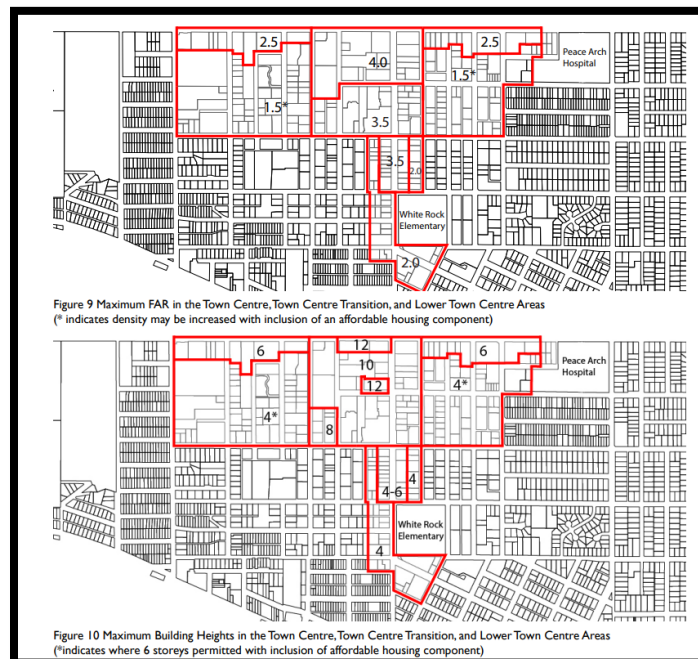 2.5
4.0
2.5
Peace Arch
Hospital
1.5*
1.5*
3.5
3.5
2.0
White Rock
Elementary
2.0
Figure 9 Maximum FAR in the Town Centre, Town Centre Transition, and Lower Town Centre Areas
(* indicates density may be increased with inclusion of an affordable housing component)
12
6
6
10
Peace Arch
Hospital
12
4*
4*
8
4
4-6
White Rock
Elementary
4
Figure 10 Maximum Building Heights in the Town Centre, Town Centre Transition, and Lower Town Centre Areas
(*indicates where 6 storeys permitted with inclusion of affordable housing component)